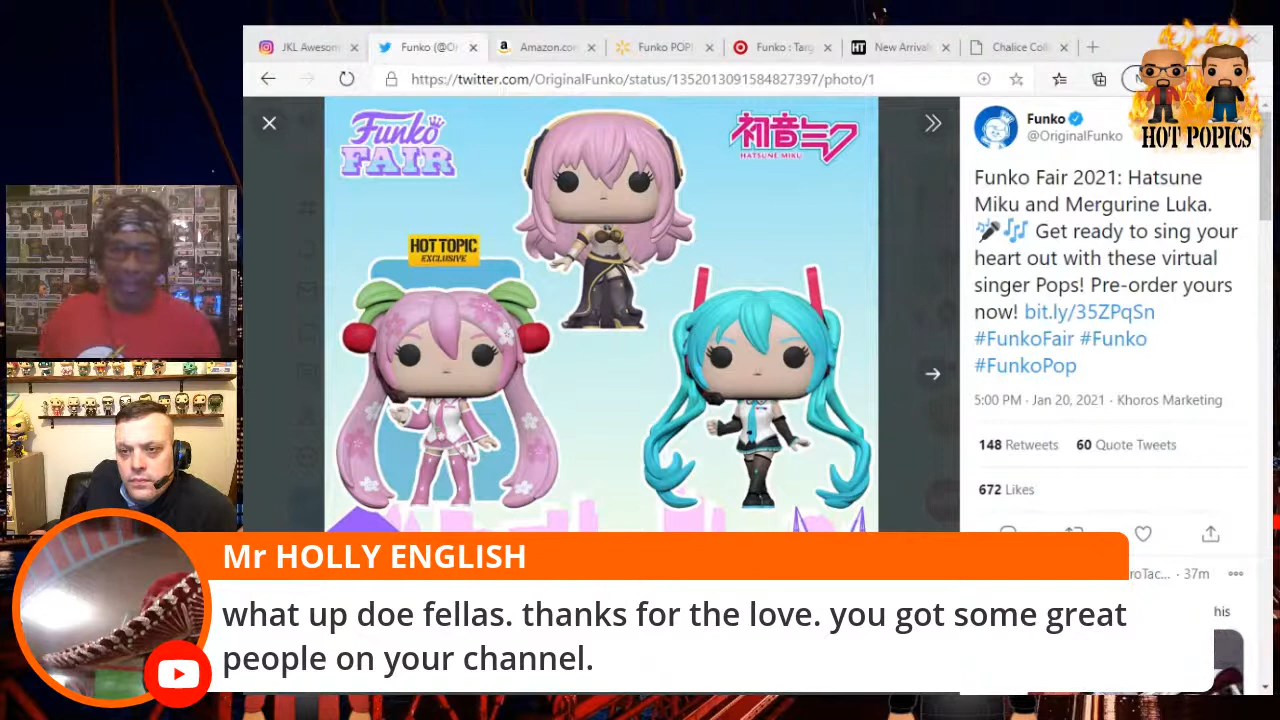 JKL Awesom
Funko (@Or
Amazon.com
Funko POP!
Funko : Targ
HT
New Arrivals
Chalice Coll
https://twitter.com/OriginalFunko/status/1352013091584827397/photo/1
HOT POPICS
Funko FAIR
初音ミク
HATSUNE MIKU
HOT TOPIC
EXCLUSIVE
Funko
@OriginalFunko
Funko Fair 2021: Hatsune
Miku and Mergurine Luka.
🎤🎶 Get ready to sing your
heart out with these virtual
singer Pops! Pre-order yours
now! bit.ly/35ZPqSn
#FunkoFair #Funko
#FunkoPop
5:00 PM · Jan 20, 2021 · Khoros Marketing
148 Retweets 60 Quote Tweets
672 Likes
roTac... · 37m
his
Mr HOLLY ENGLISH
what up doe fellas. thanks for the love. you got some great
people on your channel.